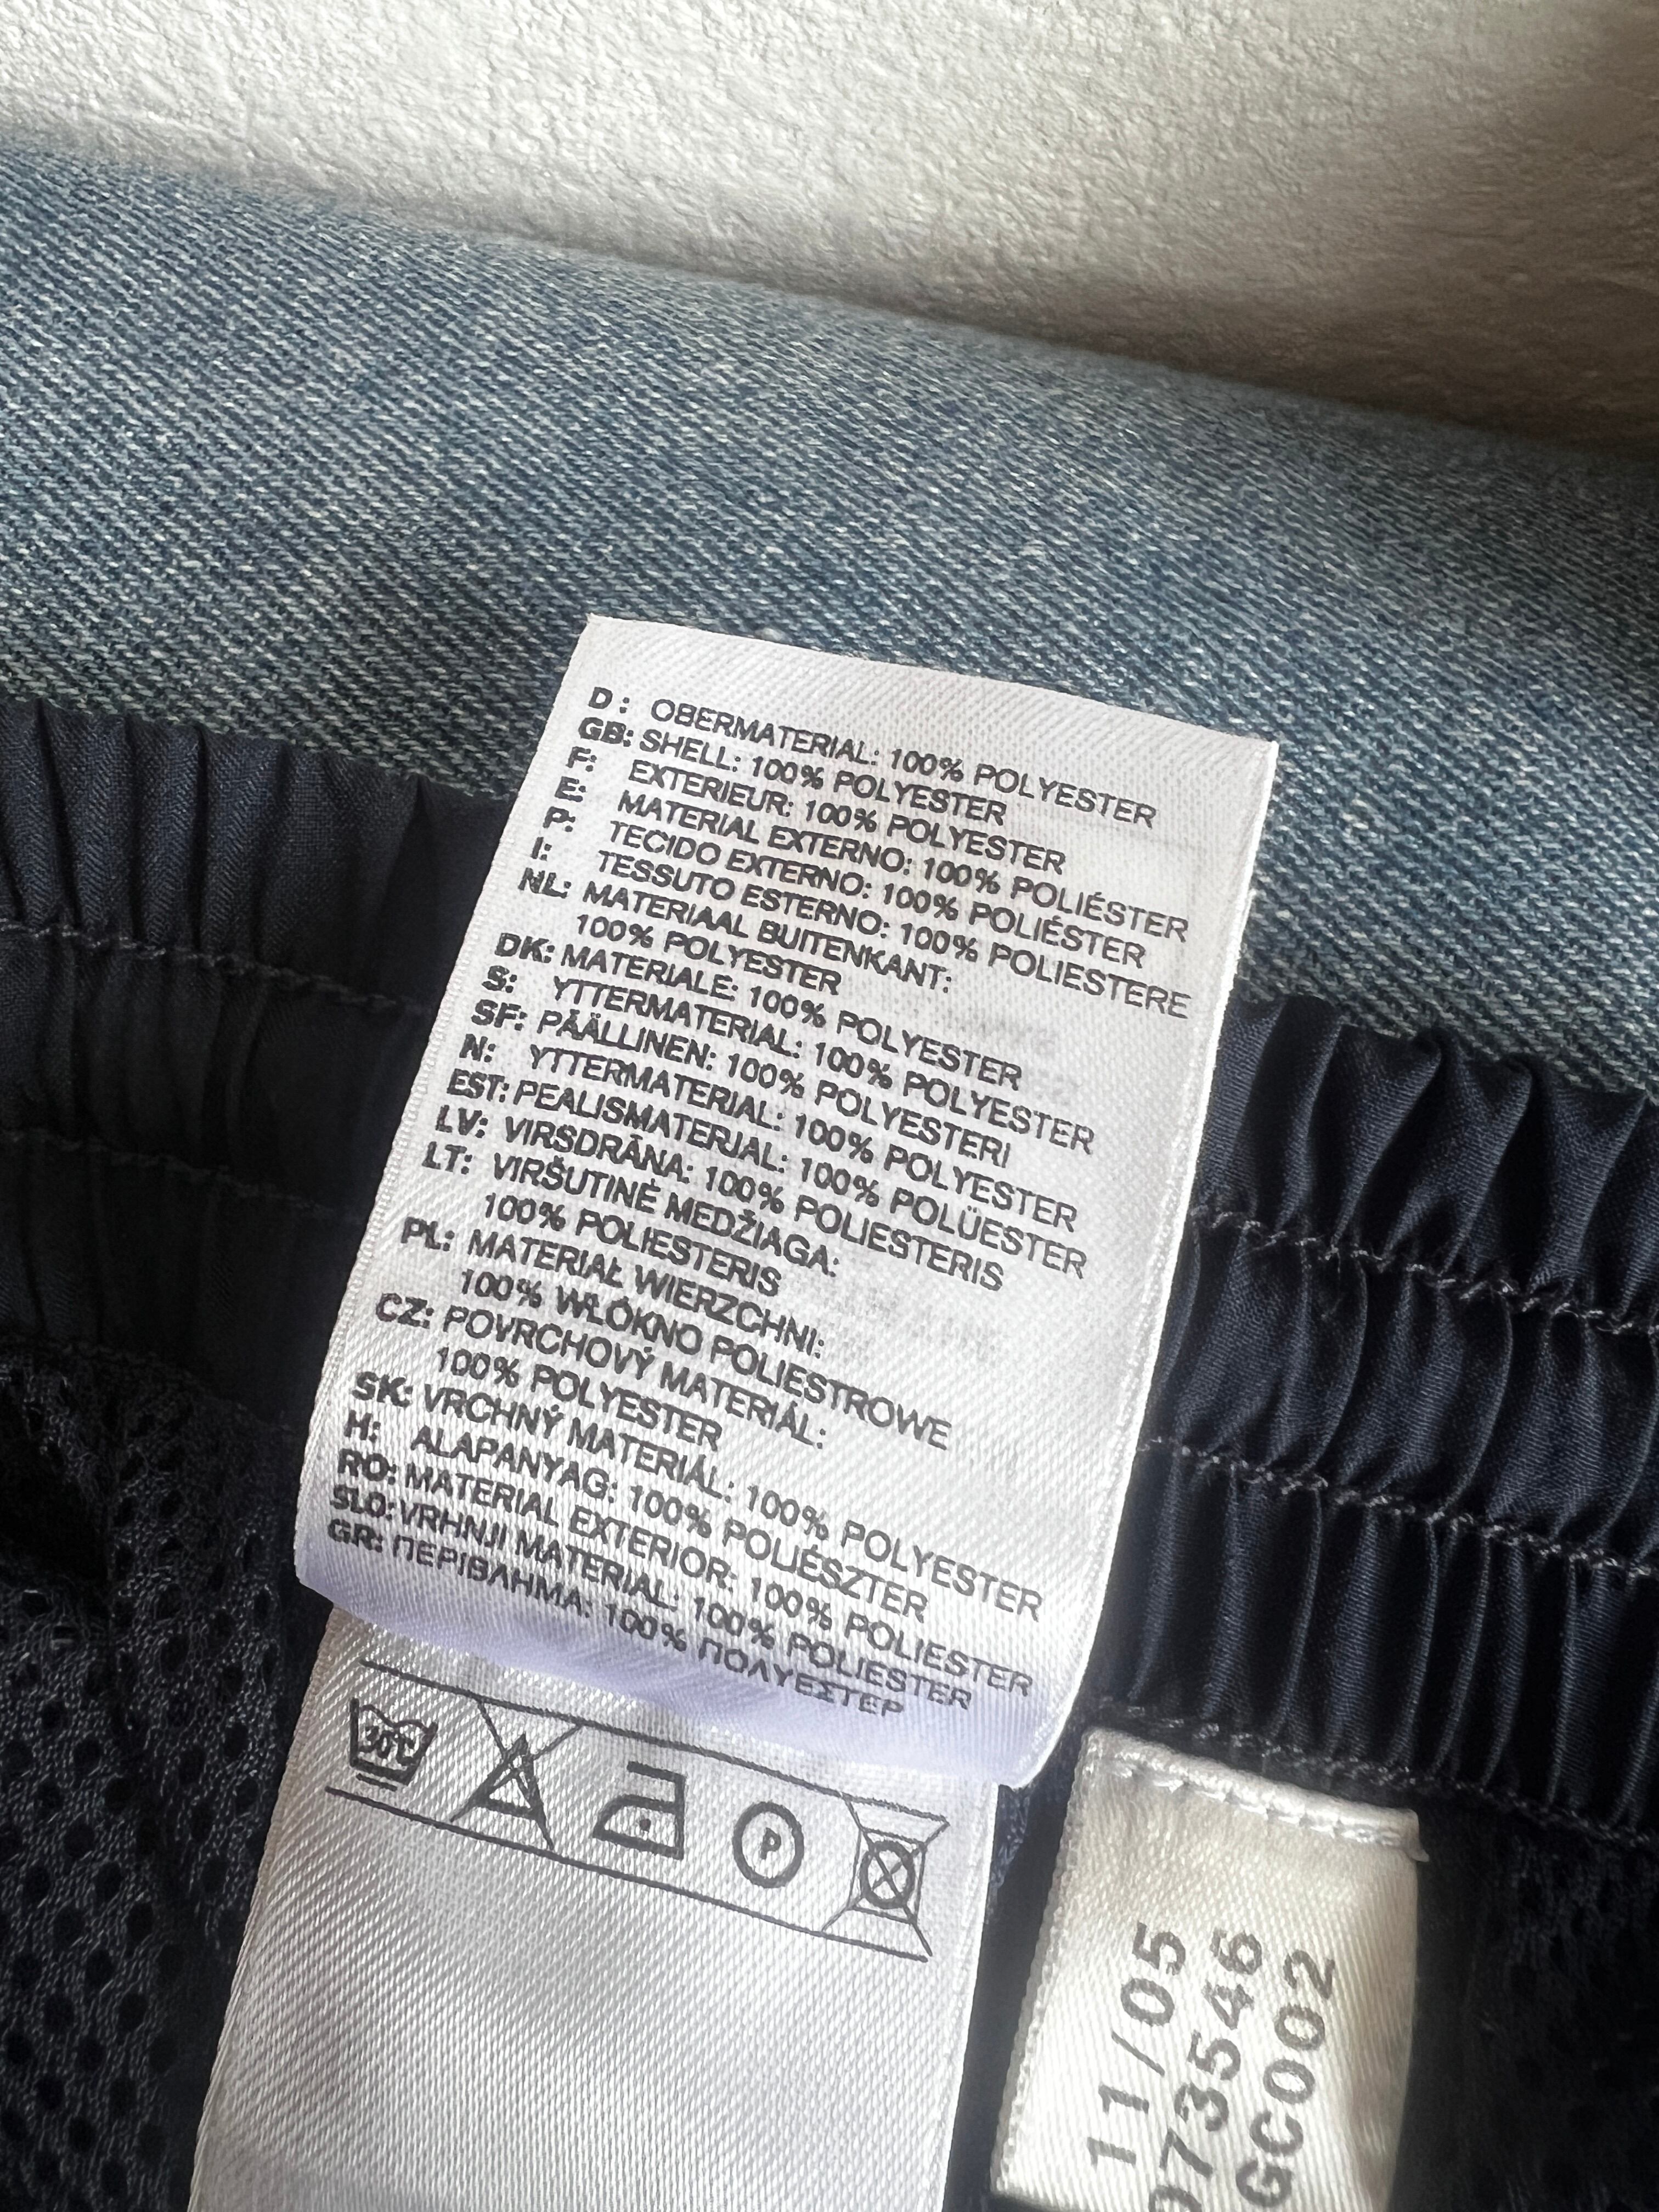 D: OBERMATERIAL: 100% POLYESTER
GB: SHELL: 100% POLYESTER
F: EXTERIEUR: 100% POLYESTER
E: MATERIAL EXTERNO: 100% POLIÉSTER
P: TECIDO EXTERNO: 100% POLIÉSTER
I: TESSUTO ESTERNO: 100% POLIESTERE
NL: MATERIAAL BUITENKANT:
100% POLYESTER
DK: MATERIALE: 100% POLYESTER
S: YTTERMATERIAL: 100% POLYESTER
SF: PÄÄLLINEN: 100% POLYESTERI
N: YTTERMATERIAL: 100% POLYESTER
EST: PEALISMATERJAL: 100% POLÜESTER
LV: VIRSDRĀNA: 100% POLIESTERIS
LT: VIRŠUTINĖ MEDŽIAGA:
100% POLIESTERIS
PL: MATERIAŁ WIERZCHNI:
100% WŁÓKNO POLIESTROWE
CZ: POVRCHOVÝ MATERIÁL:
100% POLYESTER
SK: VRCHNÝ MATERIÁL: 100% POLYESTER
H: ALAPANYAG: 100% POLIÉSZTER
RO: MATERIAL EXTERIOR: 100% POLIESTER
SLO: VRHNJI MATERIAL: 100% POLIESTER
GR: ΠΕΡΙΒΛΗΜΑ: 100% ΠΟΛΥΕΣΤΕΡ
30°C
P
11/05
073546
GC002